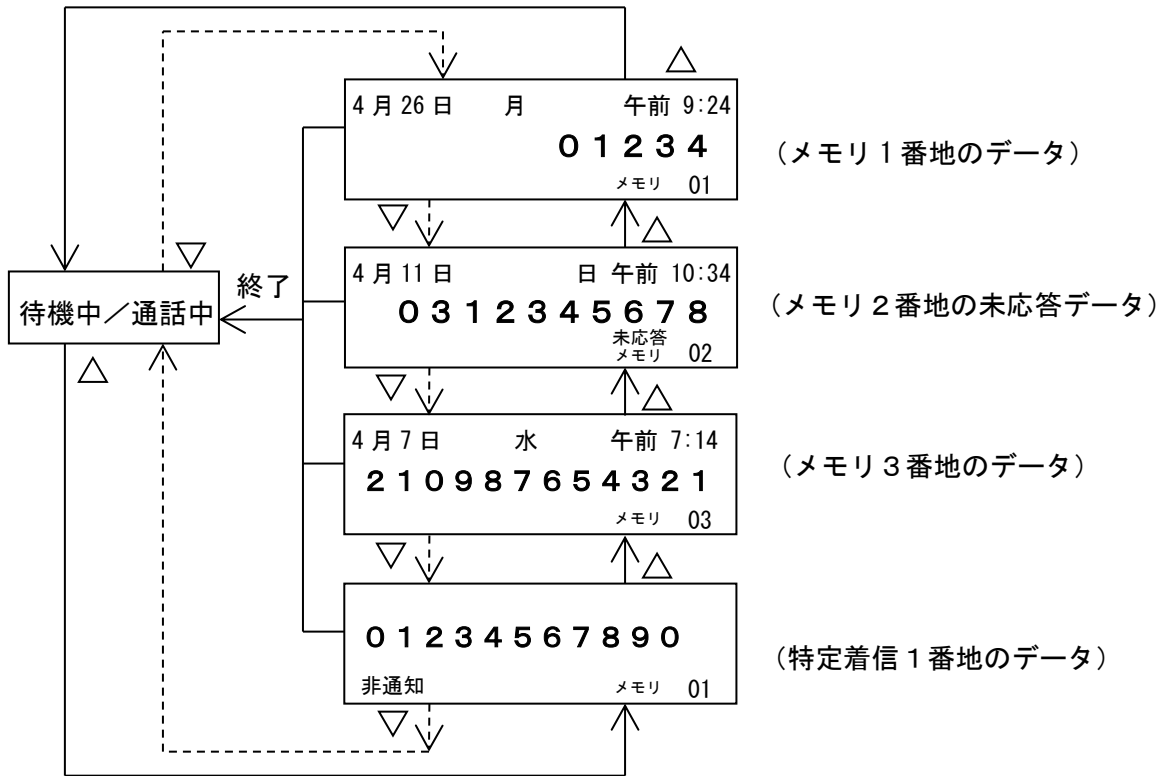 △
4月26日 月 午前 9:24
01234
メモリ 01
(メモリ1番地のデータ)
▽ △
4月11日 日 午前 10:34
0312345678
未応答
メモリ 02
(メモリ2番地の未応答データ)
▽
終了
待機中/通話中
△
▽ △
4月7日 水 午前 7:14
210987654321
メモリ 03
(メモリ3番地のデータ)
▽ △
01234567890
非通知 メモリ 01
(特定着信1番地のデータ)
▽